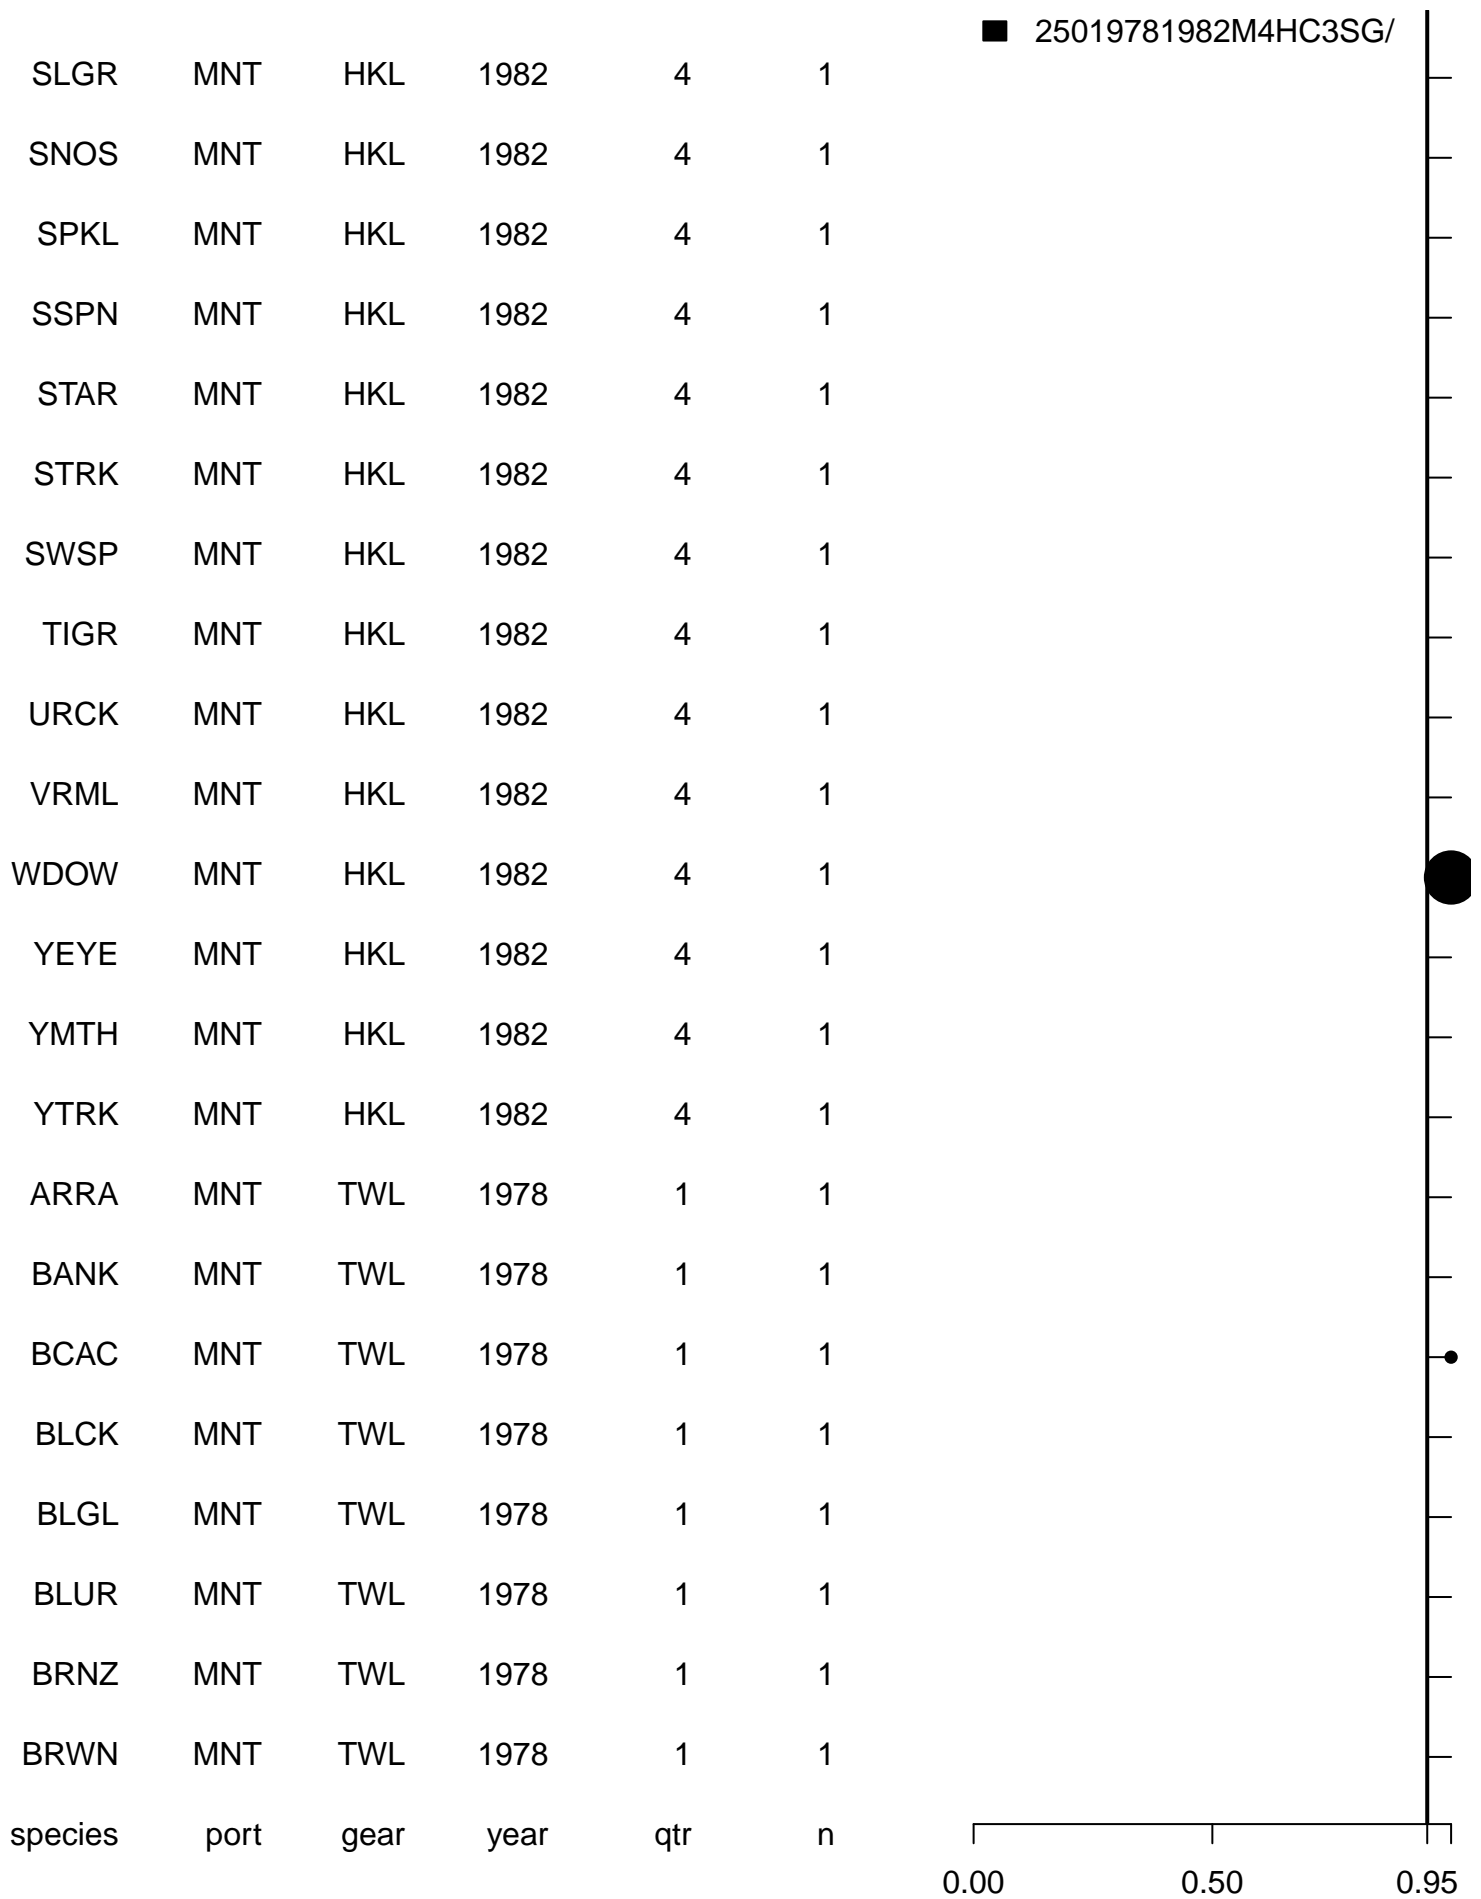 25019781982M4HC3SG/
SLGR MNT HKL 1982 4 1
SNOS MNT HKL 1982 4 1
SPKL MNT HKL 1982 4 1
SSPN MNT HKL 1982 4 1
STAR MNT HKL 1982 4 1
STRK MNT HKL 1982 4 1
SWSP MNT HKL 1982 4 1
TIGR MNT HKL 1982 4 1
URCK MNT HKL 1982 4 1
VRML MNT HKL 1982 4 1
WDOW MNT HKL 1982 4 1
YEYE MNT HKL 1982 4 1
YMTH MNT HKL 1982 4 1
YTRK MNT HKL 1982 4 1
ARRA MNT TWL 1978 1 1
BANK MNT TWL 1978 1 1
BCAC MNT TWL 1978 1 1
BLCK MNT TWL 1978 1 1
BLGL MNT TWL 1978 1 1
BLUR MNT TWL 1978 1 1
BRNZ MNT TWL 1978 1 1
BRWN MNT TWL 1978 1 1
species port gear year qtr n
0.00 0.50 0.95